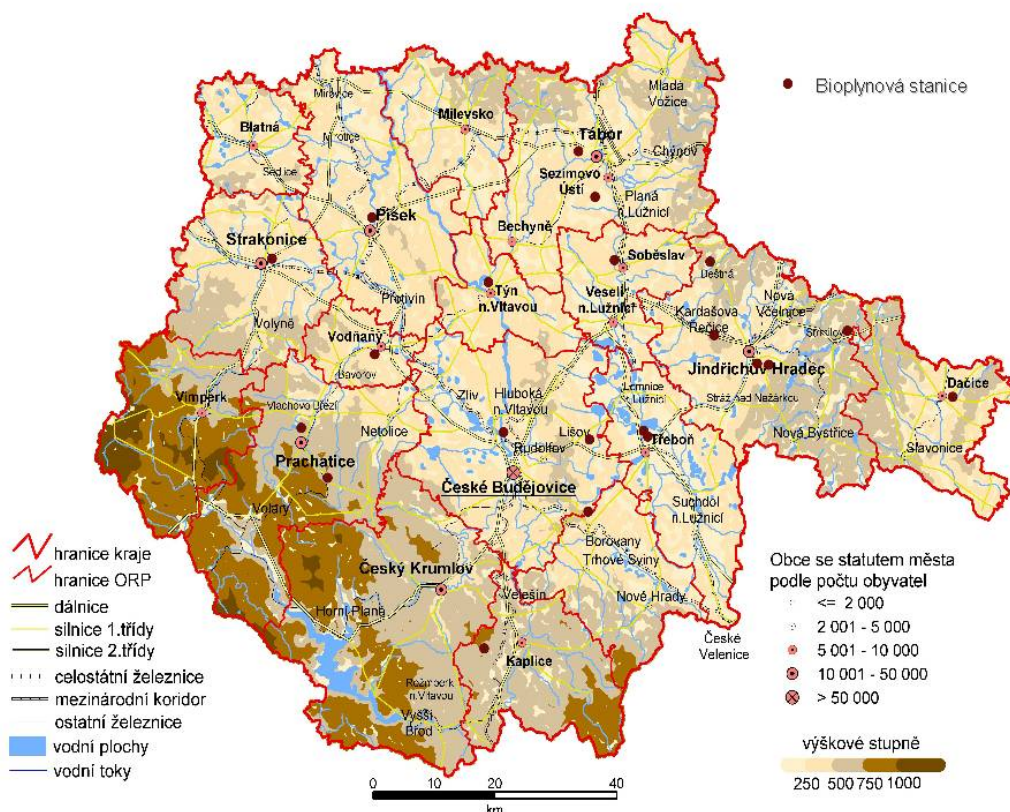 Mladá
Vožice
Bioplynová stanice
Mirovice
Milevsko
Blatná
Mirotice
Tábor
Chýnov
Sedlice
Sezimovo
Ústí
Planá
n.Lužnicí
Písek
Bechyně
Strakonice
Soběslav
Deštná
Týn
n.Vltavou
Veselí
n.Lužnicí
Nová
Včelnice
Kardašova
Řečice
Protivín
Volyně
Vodňany
Strmilov
Bavorov
Jindřichův Hradec
Hluboká
n.Vltavou
Lomnice
n.Lužnicí
Dačice
Vimperk
Vlachovo Březí
Zliv
Stráž nad Nežárkou
Netolice
Lišov
Rudolfov
Třeboň
Nová Bystřice
Slavonice
Prachatice
České Budějovice
Volary
Suchdol
n.Lužnicí
Borovany
Trhové Sviny
Český Krumlov
Velešín
Nové Hrady
Horní Planá
České
Velenice
Kaplice
Rožmberk
n.Vltavou
Vyšší
Brod
hranice kraje
hranice ORP
dálnice
silnice 1.třídy
silnice 2.třídy
celostátní železnice
mezinárodní koridor
ostatní železnice
vodní plochy
vodní toky
0 10 20 40
km
Obce se statutem města
podle počtu obyvatel
<= 2 000
2 001 - 5 000
5 001 - 10 000
10 001 - 50 000
> 50 000
výškové stupně
250 500 750 1000